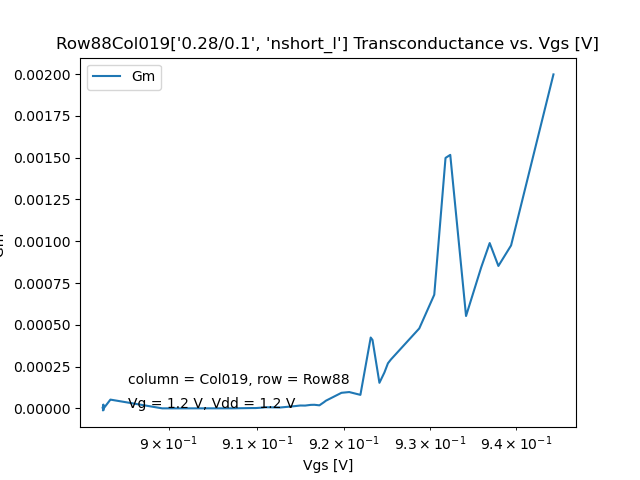 Row88Col019['0.28/0.1', 'nshort_l'] Transconductance vs. Vgs [V]
Gm
0.00200
0.00175
0.00150
0.00125
0.00100
0.00075
0.00050
0.00025
0.00000
column = Col019, row = Row88
Vg = 1.2 V, Vdd = 1.2 V
9 × 10⁻¹ 9.1 × 10⁻¹ 9.2 × 10⁻¹ 9.3 × 10⁻¹ 9.4 × 10⁻¹
Vgs [V]